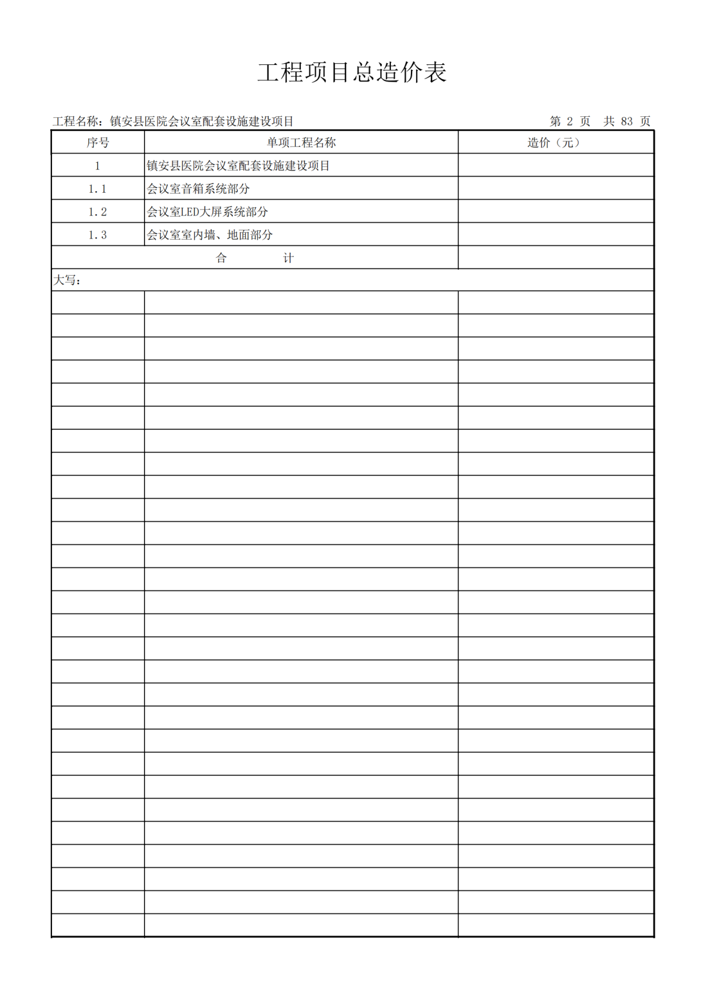 工程项目总造价表
工程名称：镇安县医院会议室配套设施建设项目 第 2 页 共 83 页
序号 单项工程名称 造价（元）
1 镇安县医院会议室配套设施建设项目
1.1 会议室音箱系统部分
1.2 会议室LED大屏系统部分
1.3 会议室室内墙、地面部分
合 计
大写：